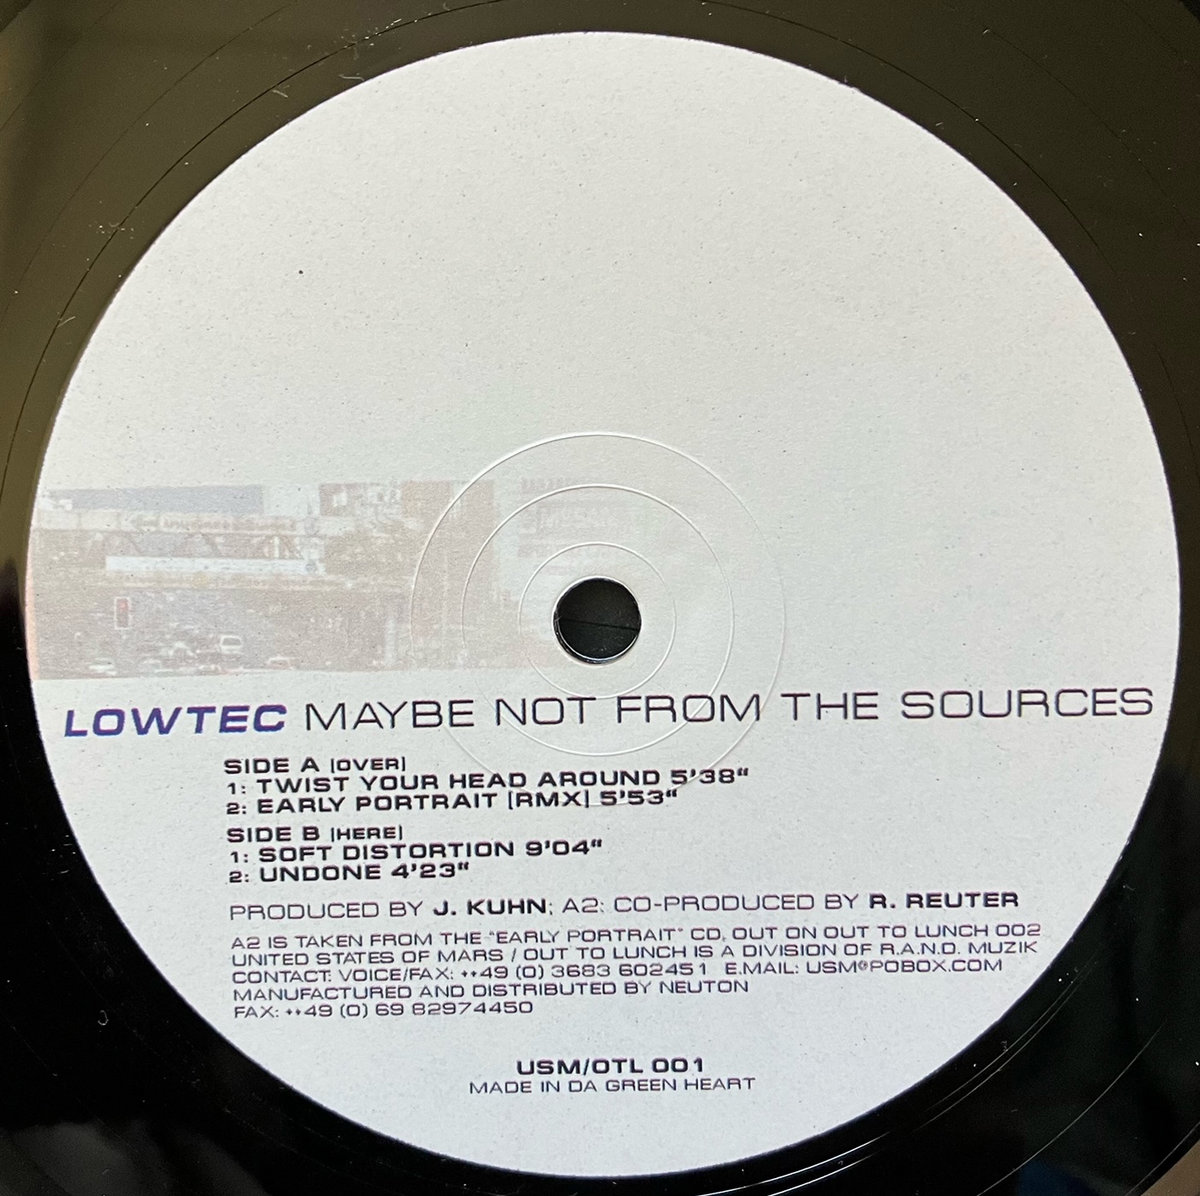 LOWTEC MAYBE NOT FROM THE SOURCES
SIDE A [OVER]
1: TWIST YOUR HEAD AROUND 5'38"
2: EARLY PORTRAIT [RMX] 5'53"
SIDE B [HERE]
1: SOFT DISTORTION 9'04"
2: UNDONE 4'23"
PRODUCED BY J. KUHN; A2: CO-PRODUCED BY R. REUTER
A2 IS TAKEN FROM THE "EARLY PORTRAIT" CD, OUT ON OUT TO LUNCH 002
UNITED STATES OF MARS / OUT TO LUNCH IS A DIVISION OF R.A.N.D. MUZIK
CONTACT: VOICE/FAX: ++49 (0) 3683 602451 E.MAIL: USM@POBOX.COM
MANUFACTURED AND DISTRIBUTED BY NEUTON
FAX: ++49 (0) 69 82974450
USM/OTL 001
MADE IN DA GREEN HEART